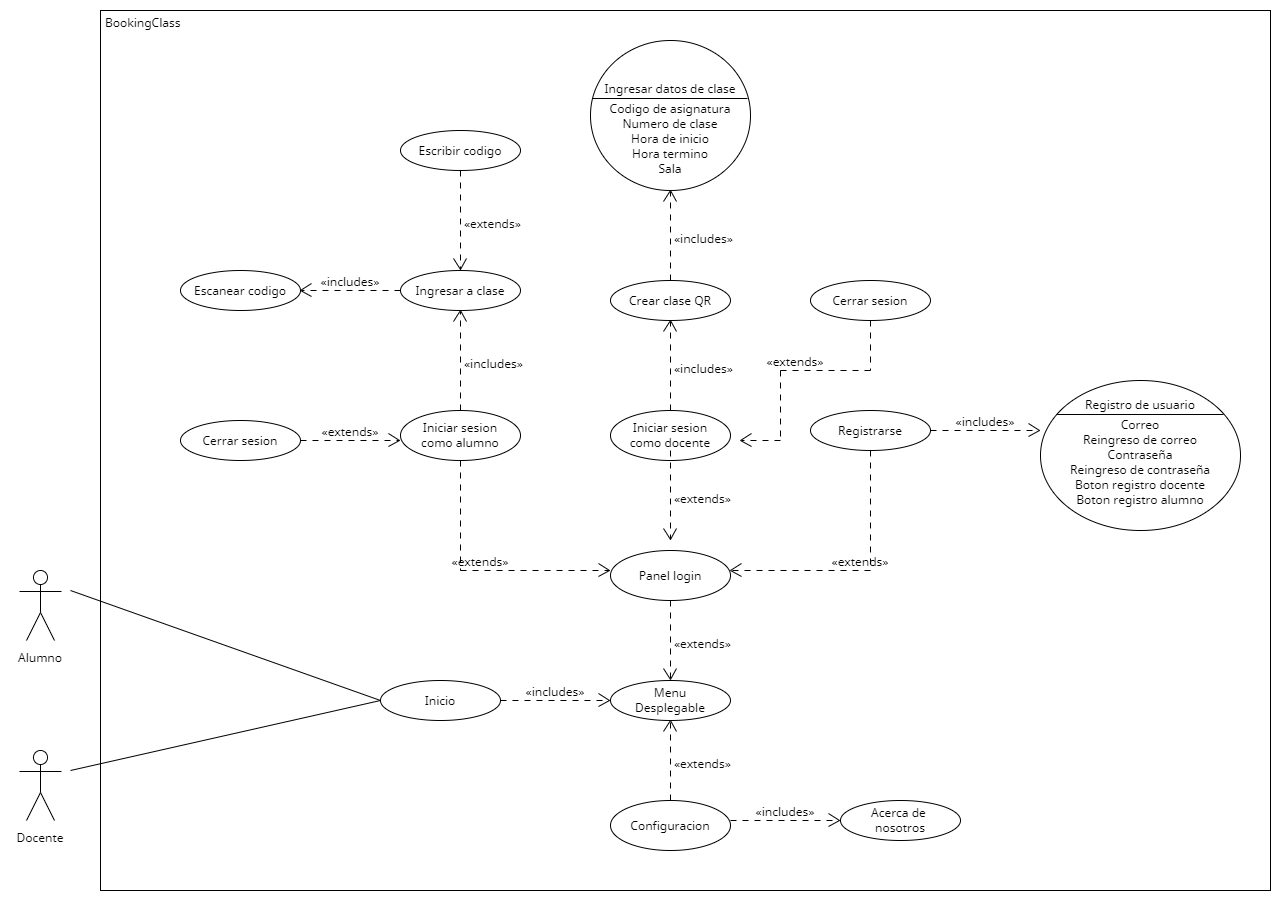 BookingClass
Ingresar datos de clase
Codigo de asignatura
Numero de clase
Hora de inicio
Hora termino
Sala
Escribir codigo
«extends»
«includes»
Escanear codigo
«includes»
Ingresar a clase
Crear clase QR
Cerrar sesion
«includes»
«includes»
«extends»
Cerrar sesion
«extends»
Iniciar sesion
como alumno
Iniciar sesion
como docente
Registrarse
«includes»
Registro de usuario
Correo
Reingreso de correo
Contraseña
Reingreso de contraseña
Boton registro docente
Boton registro alumno
«extends»
«extends»
«extends»
Panel login
Alumno
«extends»
Inicio
«includes»
Menu
Desplegable
«extends»
Docente
Configuracion
«includes»
Acerca de
nosotros